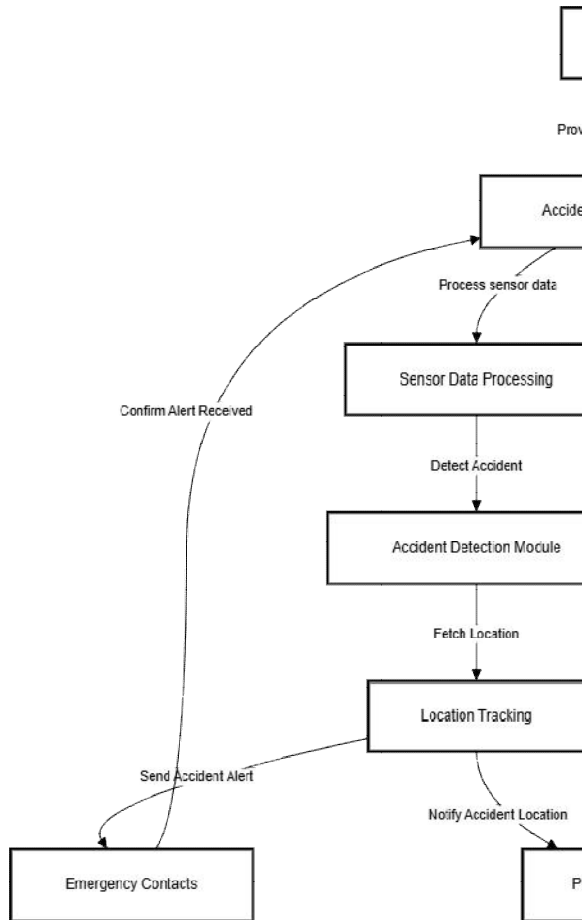 Prov
Accide
Process sensor data
Sensor Data Processing
Confirm Alert Received
Detect Accident
Accident Detection Module
Fetch Location
Location Tracking
Send Accident Alert
Notify Accident Location
Emergency Contacts
P